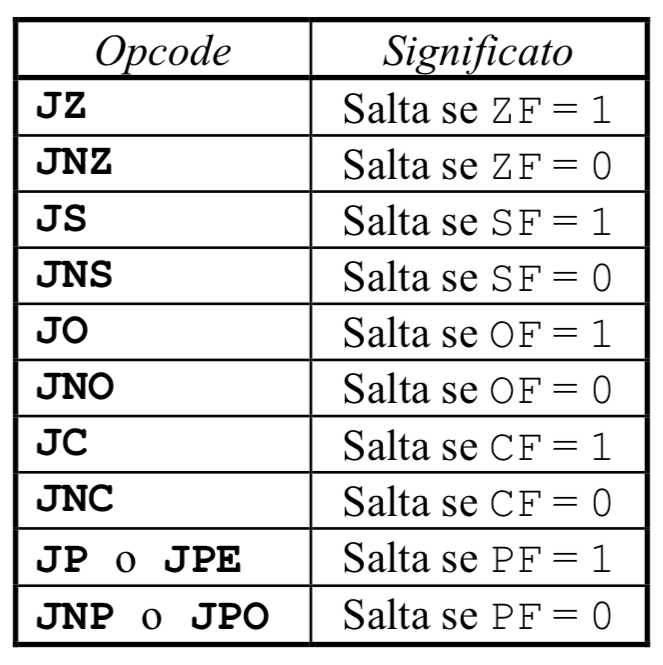 Opcode Significato
JZ Salta se ZF = 1
JNZ Salta se ZF = 0
JS Salta se SF = 1
JNS Salta se SF = 0
JO Salta se OF = 1
JNO Salta se OF = 0
JC Salta se CF = 1
JNC Salta se CF = 0
JP o JPE Salta se PF = 1
JNP o JPO Salta se PF = 0